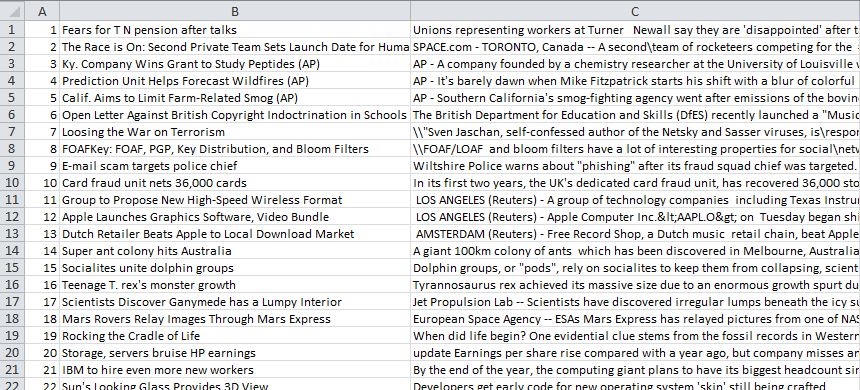 A B C
1 1 Fears for T N pension after talks Unions representing workers at Turner   Newall say they are 'disappointed' after t
2 2 The Race is On: Second Private Team Sets Launch Date for Huma SPACE.com - TORONTO, Canada -- A second\team of rocketeers competing for the
3 3 Ky. Company Wins Grant to Study Peptides (AP) AP - A company founded by a chemistry researcher at the University of Louisville
4 4 Prediction Unit Helps Forecast Wildfires (AP) AP - It's barely dawn when Mike Fitzpatrick starts his shift with a blur of colorful
5 5 Calif. Aims to Limit Farm-Related Smog (AP) AP - Southern California's smog-fighting agency went after emissions of the bovin
6 6 Open Letter Against British Copyright Indoctrination in Schools The British Department for Education and Skills (DfES) recently launched a "Music
7 7 Loosing the War on Terrorism \\"Sven Jaschan, self-confessed author of the Netsky and Sasser viruses, is\respon
8 8 FOAFKey: FOAF, PGP, Key Distribution, and Bloom Filters \\FOAF/LOAF  and bloom filters have a lot of interesting properties for social\netw
9 9 E-mail scam targets police chief Wiltshire Police warns about "phishing" after its fraud squad chief was targeted.
10 10 Card fraud unit nets 36,000 cards In its first two years, the UK's dedicated card fraud unit, has recovered 36,000 sto
11 11 Group to Propose New High-Speed Wireless Format LOS ANGELES (Reuters) - A group of technology companies  including Texas Instru
12 12 Apple Launches Graphics Software, Video Bundle LOS ANGELES (Reuters) - Apple Computer Inc.&lt;AAPL.O&gt; on  Tuesday began shi
13 13 Dutch Retailer Beats Apple to Local Download Market AMSTERDAM (Reuters) - Free Record Shop, a Dutch music  retail chain, beat Apple
14 14 Super ant colony hits Australia A giant 100km colony of ants  which has been discovered in Melbourne, Australia
15 15 Socialites unite dolphin groups Dolphin groups, or "pods", rely on socialites to keep them from collapsing, scient
16 16 Teenage T. rex's monster growth Tyrannosaurus rex achieved its massive size due to an enormous growth spurt du
17 17 Scientists Discover Ganymede has a Lumpy Interior Jet Propulsion Lab -- Scientists have discovered irregular lumps beneath the icy su
18 18 Mars Rovers Relay Images Through Mars Express European Space Agency -- ESAs Mars Express has relayed pictures from one of NAS
19 19 Rocking the Cradle of Life When did life begin? One evidential clue stems from the fossil records in Western
20 20 Storage, servers bruise HP earnings update Earnings per share rise compared with a year ago, but company misses an
21 21 IBM to hire even more new workers By the end of the year, the computing giant plans to have its biggest headcount sin
22 22 Sun's Looking Glass Provides 3D View Developers get early code for new operating system 'skin' still being crafted.